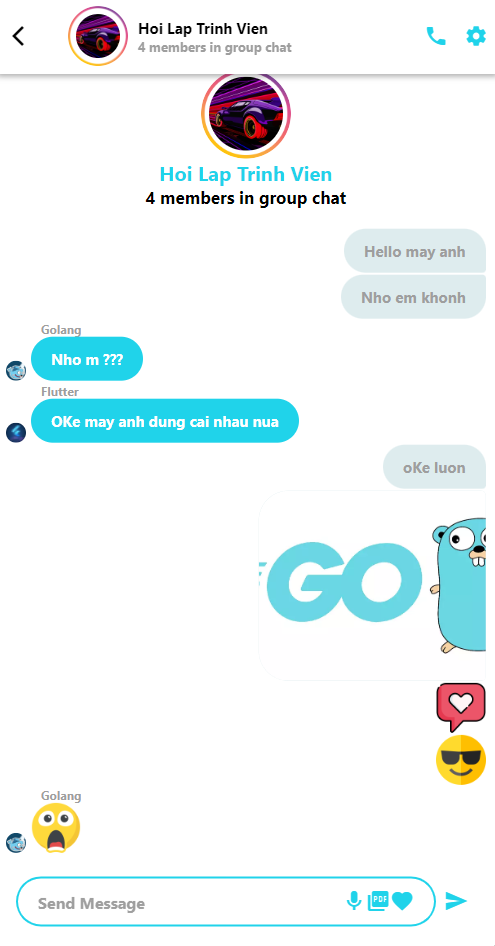 Hoi Lap Trinh Vien
4 members in group chat
Hoi Lap Trinh Vien
4 members in group chat
Hello may anh
Nho em khonh
Golang
Nho m ???
Flutter
OKe may anh dung cai nhau nua
oKe luon
GO
Golang
Send Message
PDF